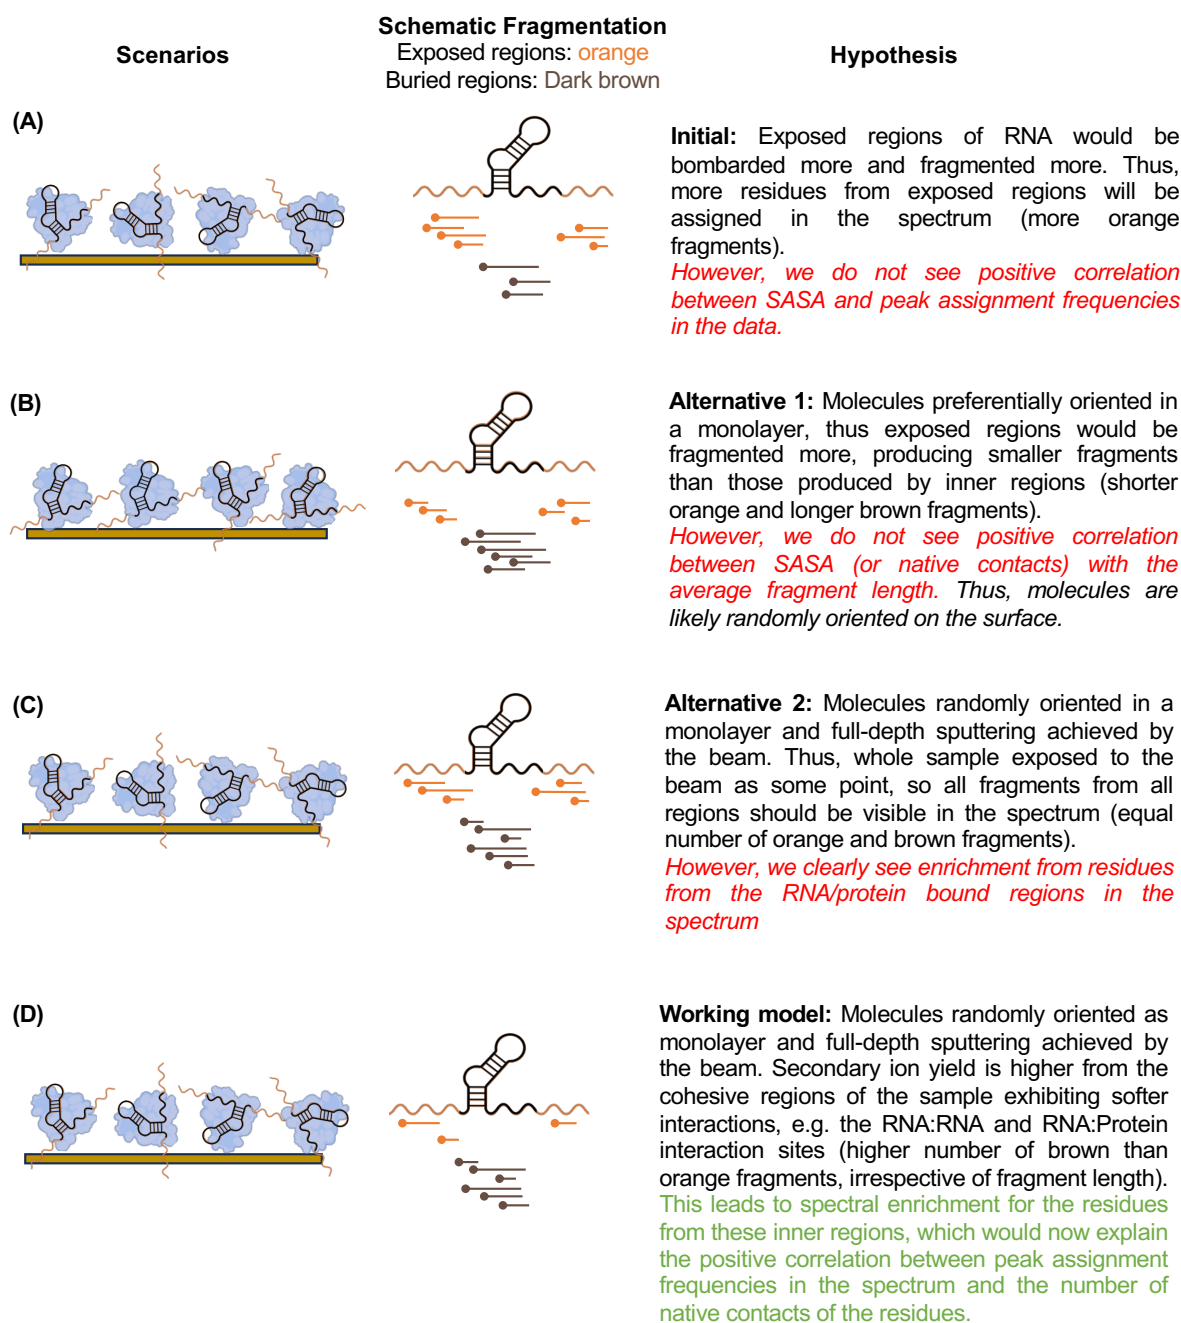 Scenarios
Schematic Fragmentation
Exposed regions: orange
Buried regions: Dark brown
Hypothesis
(A)
Initial: Exposed regions of RNA would be
bombarded more and fragmented more. Thus,
more residues from exposed regions will be
assigned in the spectrum (more orange
fragments).
However, we do not see positive correlation
between SASA and peak assignment frequencies
in the data.
(B)
Alternative 1: Molecules preferentially oriented in
a monolayer, thus exposed regions would be
fragmented more, producing smaller fragments
than those produced by inner regions (shorter
orange and longer brown fragments).
However, we do not see positive correlation
between SASA (or native contacts) with the
average fragment length. Thus, molecules are
likely randomly oriented on the surface.
(C)
Alternative 2: Molecules randomly oriented in a
monolayer and full-depth sputtering achieved by
the beam. Thus, whole sample exposed to the
beam as some point, so all fragments from all
regions should be visible in the spectrum (equal
number of orange and brown fragments).
However, we clearly see enrichment from residues
from the RNA/protein bound regions in the
spectrum
(D)
Working model: Molecules randomly oriented as
monolayer and full-depth sputtering achieved by
the beam. Secondary ion yield is higher from the
cohesive regions of the sample exhibiting softer
interactions, e.g. the RNA:RNA and RNA:Protein
interaction sites (higher number of brown than
orange fragments, irrespective of fragment length).
This leads to spectral enrichment for the residues
from these inner regions, which would now explain
the positive correlation between peak assignment
frequencies in the spectrum and the number of
native contacts of the residues.